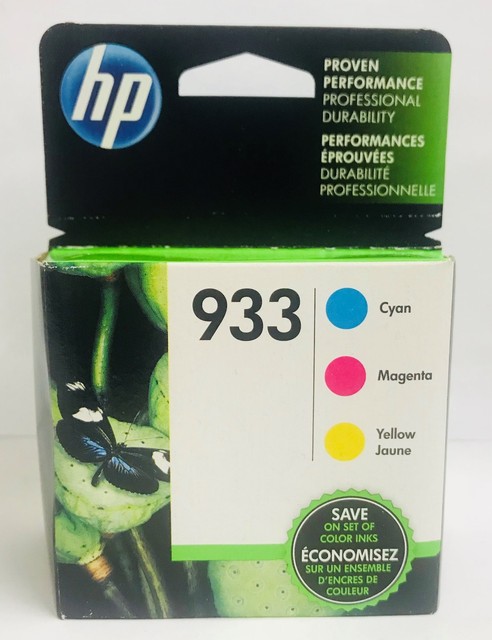 hp
PROVEN
PERFORMANCE
PROFESSIONAL
DURABILITY
PERFORMANCES
ÉPROUVÉES
DURABILITÉ
PROFESSIONNELLE
933
Cyan
Magenta
Yellow
Jaune
SAVE
ON SET OF
COLOR INKS
ÉCONOMISEZ
SUR UN ENSEMBLE
D'ENCRES DE
COULEUR